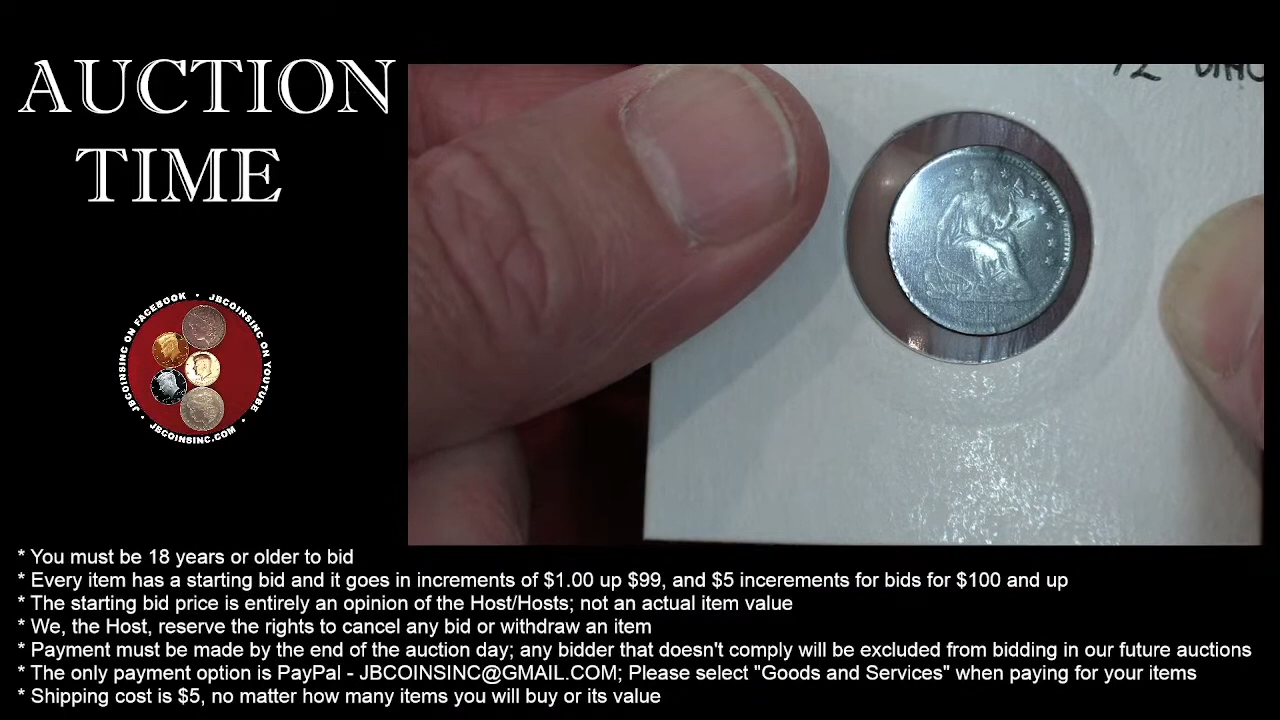 AUCTION
TIME
JBCOINSINC ON FACEBOOK • JBCOINSINC ON YOUTUBE • JBCOINSINC.COM •
* You must be 18 years or older to bid
* Every item has a starting bid and it goes in increments of $1.00 up $99, and $5 incerements for bids for $100 and up
* The starting bid price is entirely an opinion of the Host/Hosts; not an actual item value
* We, the Host, reserve the rights to cancel any bid or withdraw an item
* Payment must be made by the end of the auction day; any bidder that doesn't comply will be excluded from bidding in our future auctions
* The only payment option is PayPal - JBCOINSINC@GMAIL.COM; Please select "Goods and Services" when paying for your items
* Shipping cost is $5, no matter how many items you will buy or its value